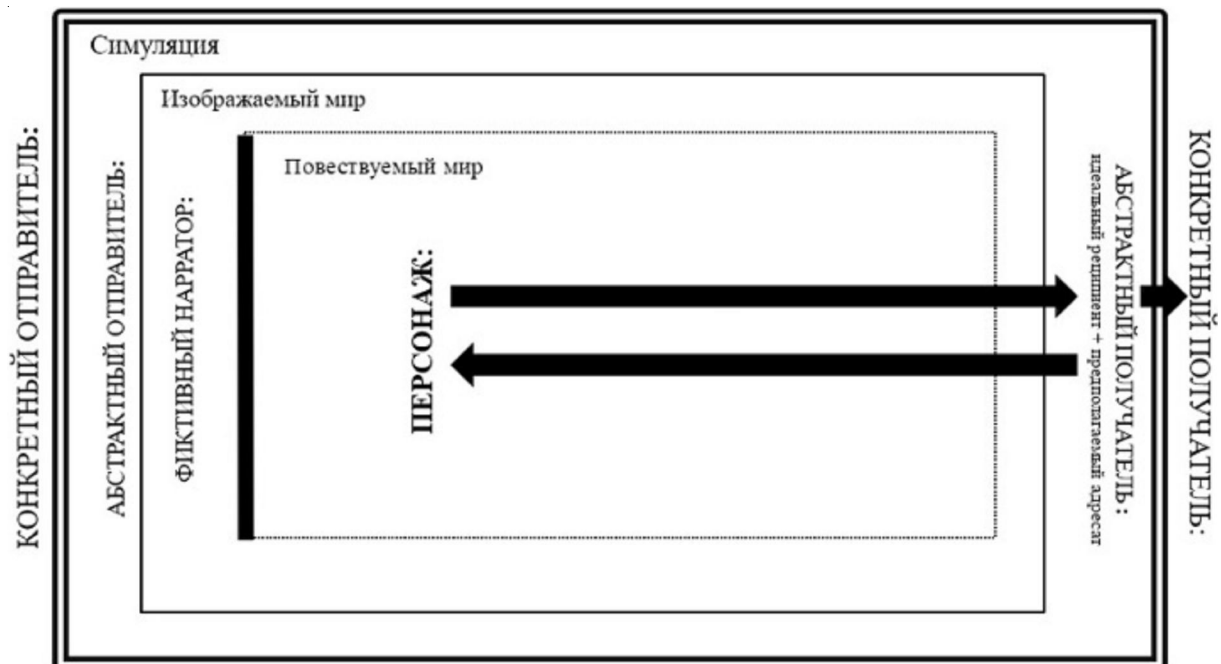 Симуляция
Изображаемый мир
Повествуемый мир
КОНКРЕТНЫЙ ОТПРАВИТЕЛЬ:
АБСТРАКТНЫЙ ОТПРАВИТЕЛЬ:
ФИКТИВНЫЙ НАРРАТОР:
ПЕРСОНАЖ:
АБСТРАКТНЫЙ ПОЛУЧАТЕЛЬ:
идеальный реципиент + предполагаемый адресат
КОНКРЕТНЫЙ ПОЛУЧАТЕЛЬ: